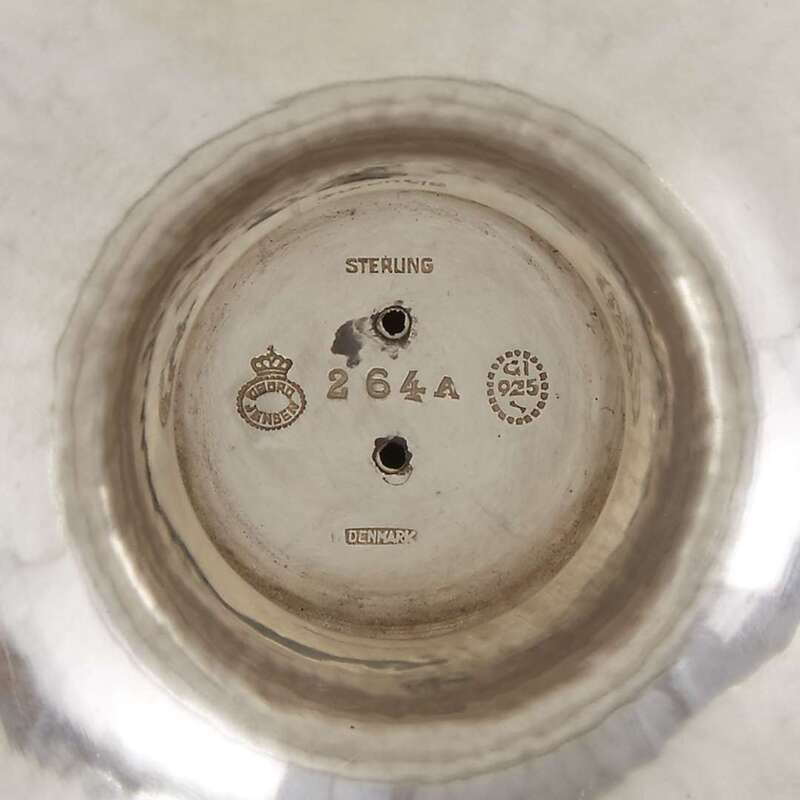 STERLING
GEORG
JENSEN
264A
GI
925
DENMARK